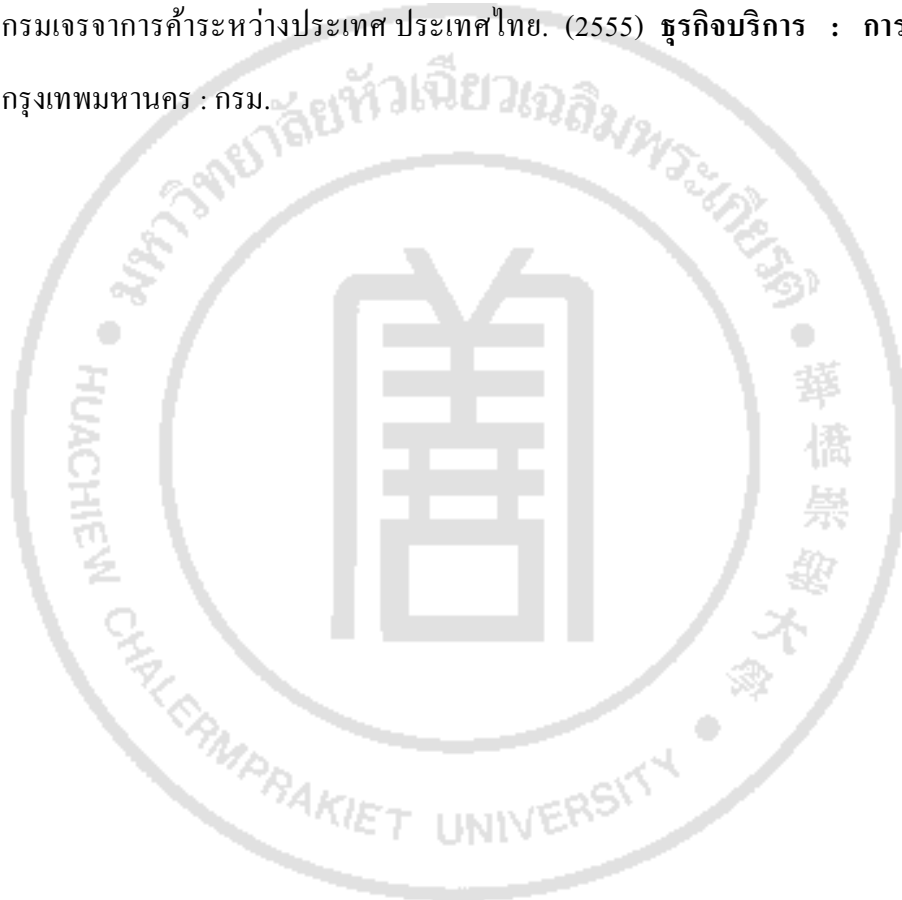 กรมเจรจาการค้าระหว่างประเทศ ประเทศไทย. (2555) ธุรกิจบริการ : การ
กรุงเทพมหานคร : กรม.
มหาวิทยาลัยหัวเฉียวเฉลิมพระเกียรติ
華僑崇聖大學
HUACHIEW CHALERMPRAKIET UNIVERSITY